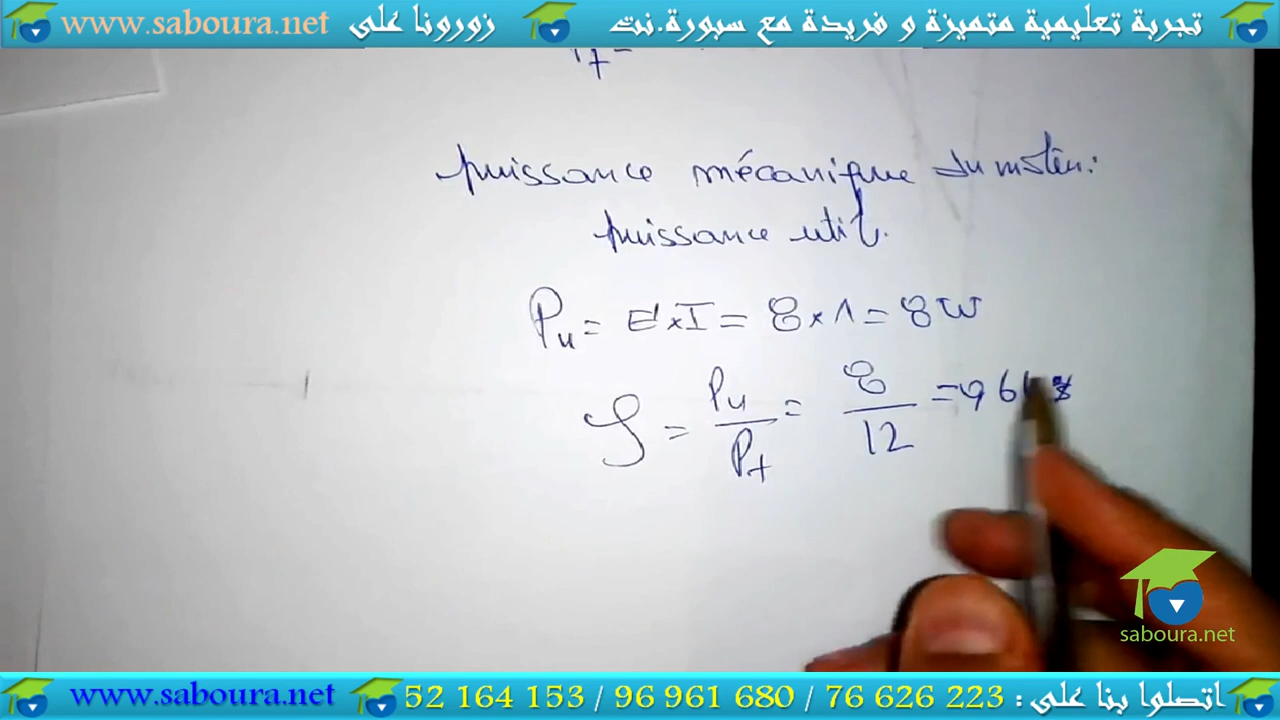 www.saboura.net زورونا على تجربة تعليمية متميزة و فريدة مع سبورة.نت
puissance mécanique du moteur:
puissance utile.
Pu = E'×I = 8×1 = 8W
ρ = Pu/Pt = 8/12 = 0,66
saboura.net
www.saboura.net 52 164 153 / 96 961 680 / 76 626 223 : اتصلوا بنا على